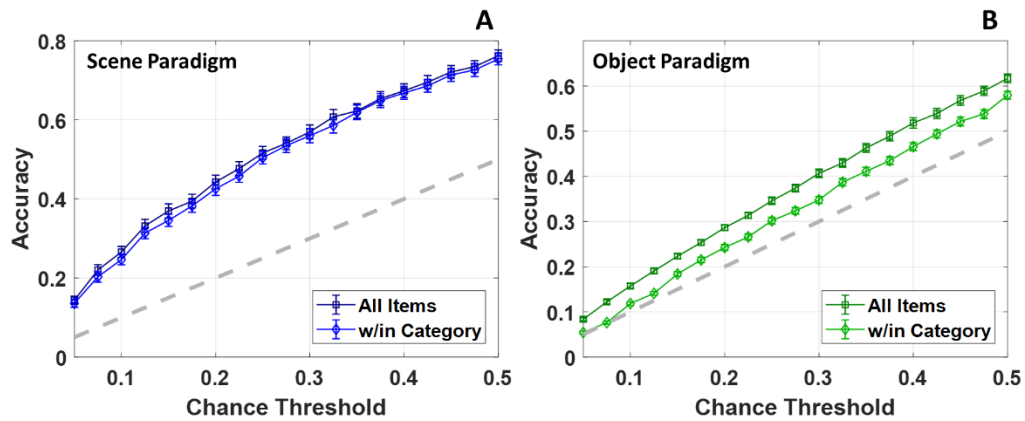 A
Scene Paradigm
0.8
0.6
0.4
0.2
0
Accuracy
All Items
w/in Category
0.1
0.2
0.3
0.4
0.5
Chance Threshold
B
Object Paradigm
0.6
0.5
0.4
0.3
0.2
0.1
0
Accuracy
All Items
w/in Category
0.1
0.2
0.3
0.4
0.5
Chance Threshold